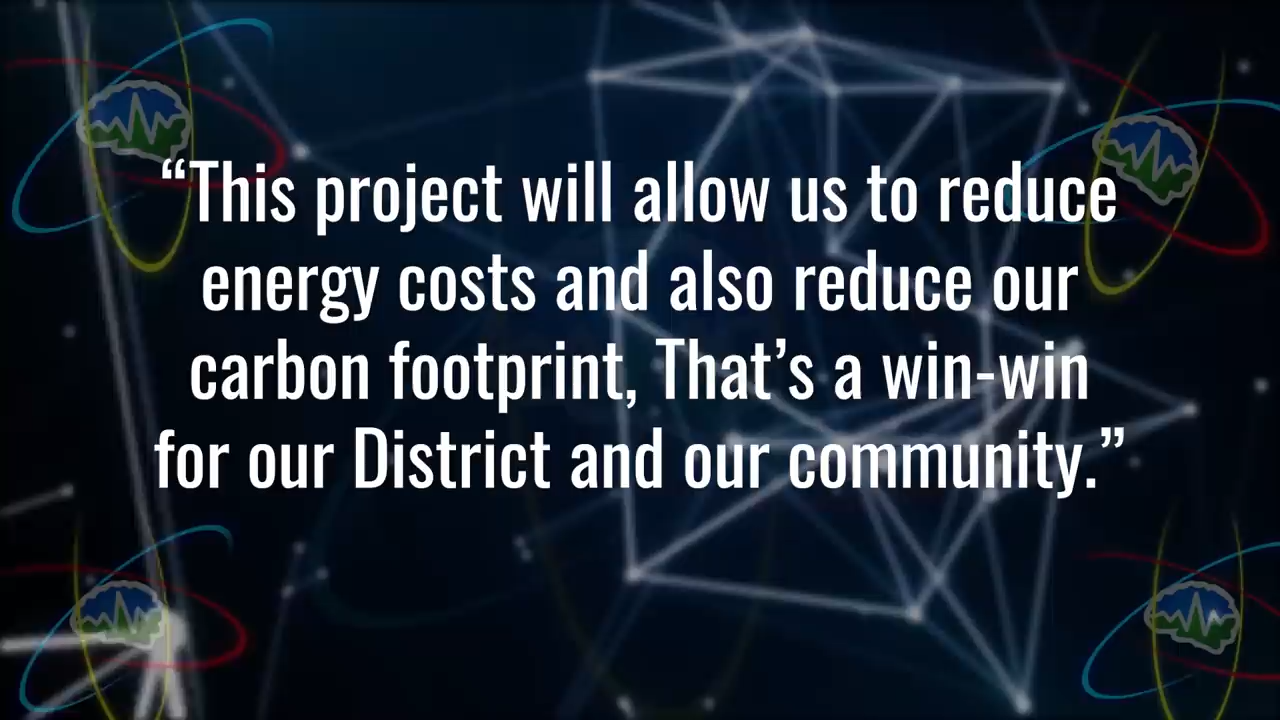 “This project will allow us to reduce
energy costs and also reduce our
carbon footprint, That’s a win-win
for our District and our community.”